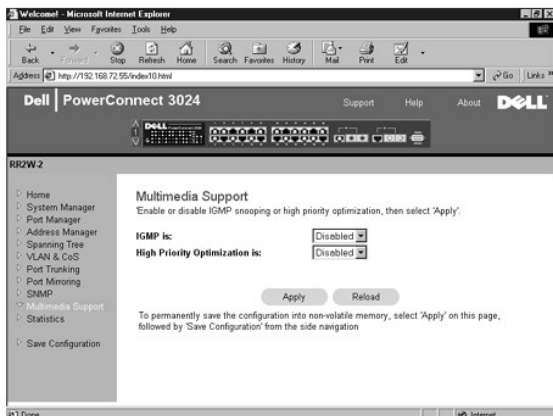 Welcome! - Microsoft Internet Explorer
File Edit View Favorites Tools Help
Back Forward Stop Refresh Home Search Favorites History Mail Print Edit
Address http://192.168.72.55/index10.html Go Links »
Dell | PowerConnect 3024 Support Help About DELL
DELL
1
RR2W-2
Home
System Manager
Port Manager
Address Manager
Spanning Tree
VLAN & CoS
Port Trunking
Port Mirroring
SNMP
Multimedia Support
Statistics
Save Configuration
Multimedia Support
Enable or disable IGMP snooping or high priority optimization, then select 'Apply'.
IGMP is: Disabled
High Priority Optimization is: Disabled
Apply Reload
To permanently save the configuration into non-volatile memory, select 'Apply' on this page,
followed by 'Save Configuration' from the side navigation
Done Internet